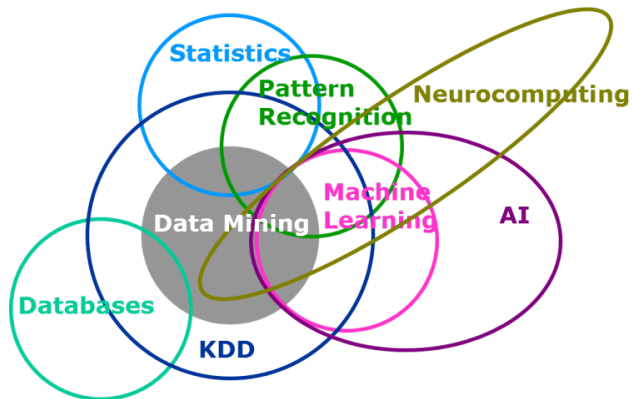 Statistics
Pattern
Recognition
Neurocomputing
Machine
Learning
AI
Data Mining
Databases
KDD